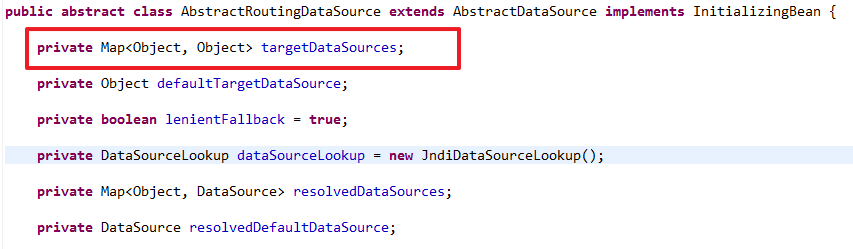 public abstract class AbstractRoutingDataSource extends AbstractDataSource implements InitializingBean {
private Map<Object, Object> targetDataSources;
private Object defaultTargetDataSource;
private boolean lenientFallback = true;
private DataSourceLookup dataSourceLookup = new JndiDataSourceLookup();
private Map<Object, DataSource> resolvedDataSources;
private DataSource resolvedDefaultDataSource;